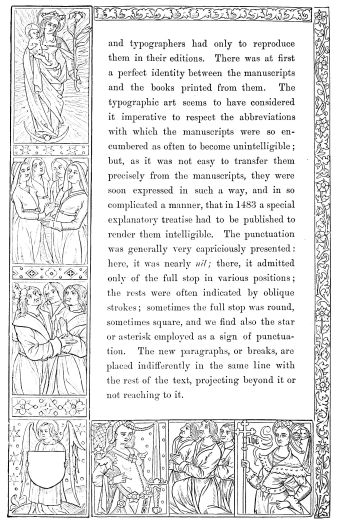 and typographers had only to reproduce
them in their editions. There was at first
a perfect identity between the manuscripts
and the books printed from them. The
typographic art seems to have considered
it imperative to respect the abbreviations
with which the manuscripts were so en-
cumbered as often to become unintelligible;
but, as it was not easy to transfer them
precisely from the manuscripts, they were
soon expressed in such a way, and in so
complicated a manner, that in 1483 a special
explanatory treatise had to be published to
render them intelligible. The punctuation
was generally very capriciously presented:
here, it was nearly nil; there, it admitted
only of the full stop in various positions;
the rests were often indicated by oblique
strokes; sometimes the full stop was round,
sometimes square, and we find also the star
or asterisk employed as a sign of punctua-
tion. The new paragraphs, or breaks, are
placed indifferently in the same line with
the rest of the text, projecting beyond it or
not reaching to it.